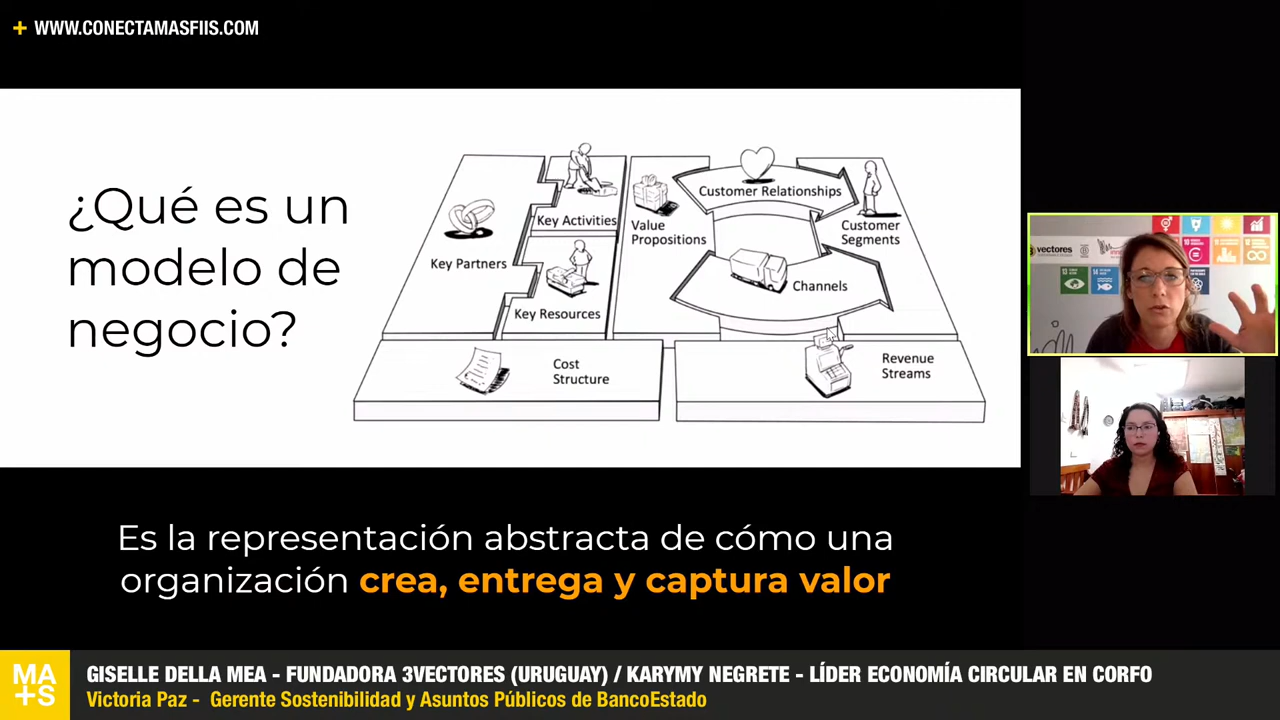 + WWW.CONECTAMASFIIS.COM
¿Qué es un
modelo de
negocio?
Key Partners
Key Activities
Key Resources
Value
Propositions
Customer Relationships
Channels
Customer
Segments
Cost
Structure
Revenue
Streams
Es la representación abstracta de cómo una
organización crea, entrega y captura valor
vectores
MA
+S
GISELLE DELLA MEA - FUNDADORA 3VECTORES (URUGUAY) / KARYMY NEGRETE - LÍDER ECONOMÍA CIRCULAR EN CORFO
Victoria Paz - Gerente Sostenibilidad y Asuntos Públicos de BancoEstado